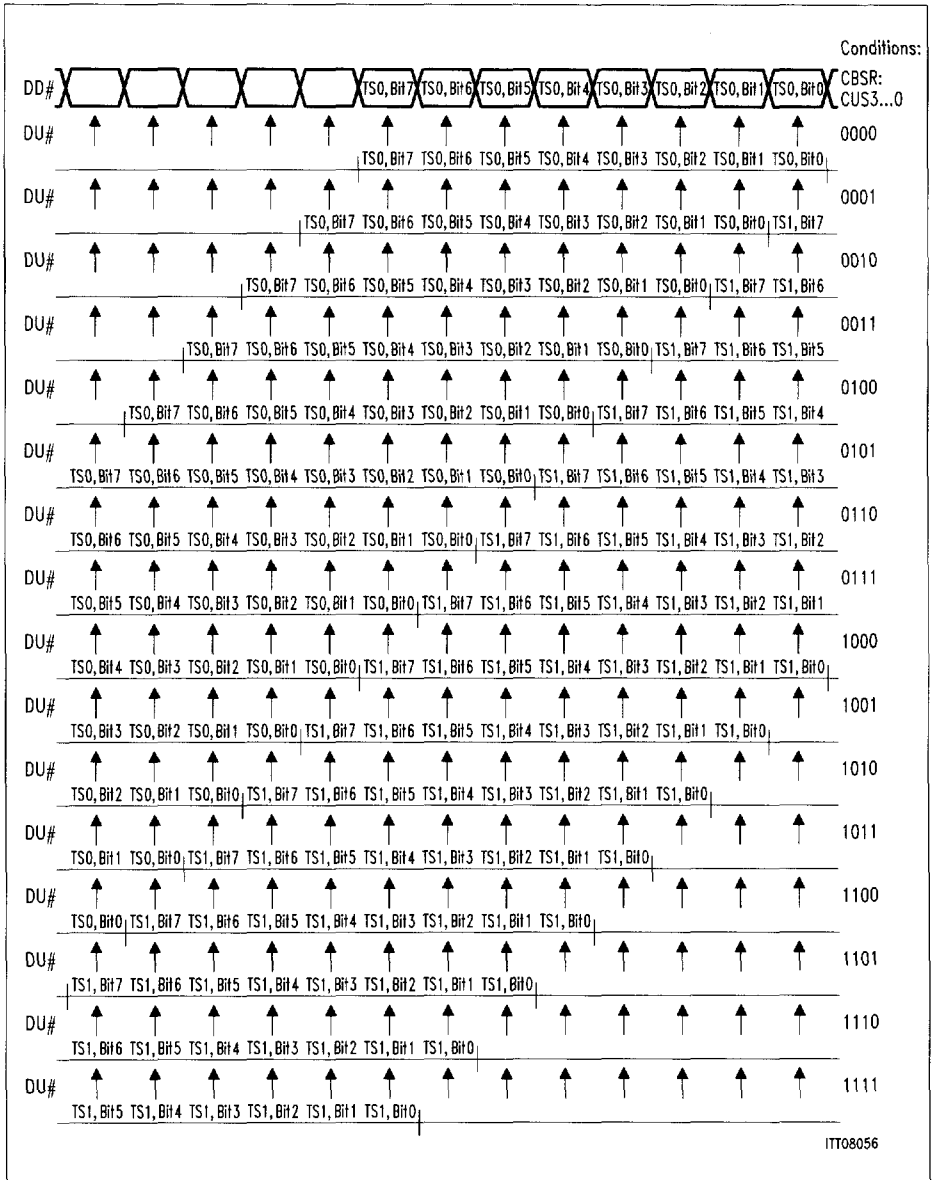 Conditions:
DD# TS0, Bit7 TS0, Bit6 TS0, Bit5 TS0, Bit4 TS0, Bit3 TS0, Bit2 TS0, Bit1 TS0, Bit0 CBSR:
CUS3...0
DU# 0000
TS0, Bit7 TS0, Bit6 TS0, Bit5 TS0, Bit4 TS0, Bit3 TS0, Bit2 TS0, Bit1 TS0, Bit0
DU# 0001
TS0, Bit7 TS0, Bit6 TS0, Bit5 TS0, Bit4 TS0, Bit3 TS0, Bit2 TS0, Bit1 TS0, Bit0 TS1, Bit7
DU# 0010
TS0, Bit7 TS0, Bit6 TS0, Bit5 TS0, Bit4 TS0, Bit3 TS0, Bit2 TS0, Bit1 TS0, Bit0 TS1, Bit7 TS1, Bit6
DU# 0011
TS0, Bit7 TS0, Bit6 TS0, Bit5 TS0, Bit4 TS0, Bit3 TS0, Bit2 TS0, Bit1 TS0, Bit0 TS1, Bit7 TS1, Bit6 TS1, Bit5
DU# 0100
TS0, Bit7 TS0, Bit6 TS0, Bit5 TS0, Bit4 TS0, Bit3 TS0, Bit2 TS0, Bit1 TS0, Bit0 TS1, Bit7 TS1, Bit6 TS1, Bit5 TS1, Bit4
DU# 0101
TS0, Bit7 TS0, Bit6 TS0, Bit5 TS0, Bit4 TS0, Bit3 TS0, Bit2 TS0, Bit1 TS0, Bit0 TS1, Bit7 TS1, Bit6 TS1, Bit5 TS1, Bit4 TS1, Bit3
DU# 0110
TS0, Bit6 TS0, Bit5 TS0, Bit4 TS0, Bit3 TS0, Bit2 TS0, Bit1 TS0, Bit0 TS1, Bit7 TS1, Bit6 TS1, Bit5 TS1, Bit4 TS1, Bit3 TS1, Bit2
DU# 0111
TS0, Bit5 TS0, Bit4 TS0, Bit3 TS0, Bit2 TS0, Bit1 TS0, Bit0 TS1, Bit7 TS1, Bit6 TS1, Bit5 TS1, Bit4 TS1, Bit3 TS1, Bit2 TS1, Bit1
DU# 1000
TS0, Bit4 TS0, Bit3 TS0, Bit2 TS0, Bit1 TS0, Bit0 TS1, Bit7 TS1, Bit6 TS1, Bit5 TS1, Bit4 TS1, Bit3 TS1, Bit2 TS1, Bit1 TS1, Bit0
DU# 1001
TS0, Bit3 TS0, Bit2 TS0, Bit1 TS0, Bit0 TS1, Bit7 TS1, Bit6 TS1, Bit5 TS1, Bit4 TS1, Bit3 TS1, Bit2 TS1, Bit1 TS1, Bit0
DU# 1010
TS0, Bit2 TS0, Bit1 TS0, Bit0 TS1, Bit7 TS1, Bit6 TS1, Bit5 TS1, Bit4 TS1, Bit3 TS1, Bit2 TS1, Bit1 TS1, Bit0
DU# 1011
TS0, Bit1 TS0, Bit0 TS1, Bit7 TS1, Bit6 TS1, Bit5 TS1, Bit4 TS1, Bit3 TS1, Bit2 TS1, Bit1 TS1, Bit0
DU# 1100
TS0, Bit0 TS1, Bit7 TS1, Bit6 TS1, Bit5 TS1, Bit4 TS1, Bit3 TS1, Bit2 TS1, Bit1 TS1, Bit0
DU# 1101
TS1, Bit7 TS1, Bit6 TS1, Bit5 TS1, Bit4 TS1, Bit3 TS1, Bit2 TS1, Bit1 TS1, Bit0
DU# 1110
TS1, Bit6 TS1, Bit5 TS1, Bit4 TS1, Bit3 TS1, Bit2 TS1, Bit1 TS1, Bit0
DU# 1111
TS1, Bit5 TS1, Bit4 TS1, Bit3 TS1, Bit2 TS1, Bit1 TS1, Bit0
ITT08056